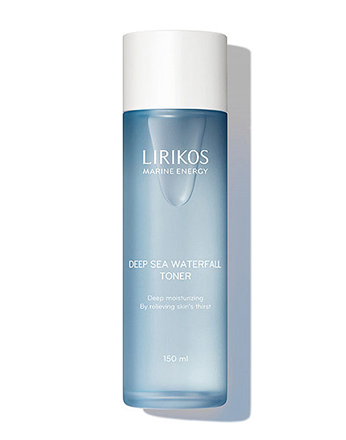 LIRIKOS
MARINE ENERGY
DEEP SEA WATERFALL
TONER
Deep moisturizing
By relieving skin's thirst
150 ml